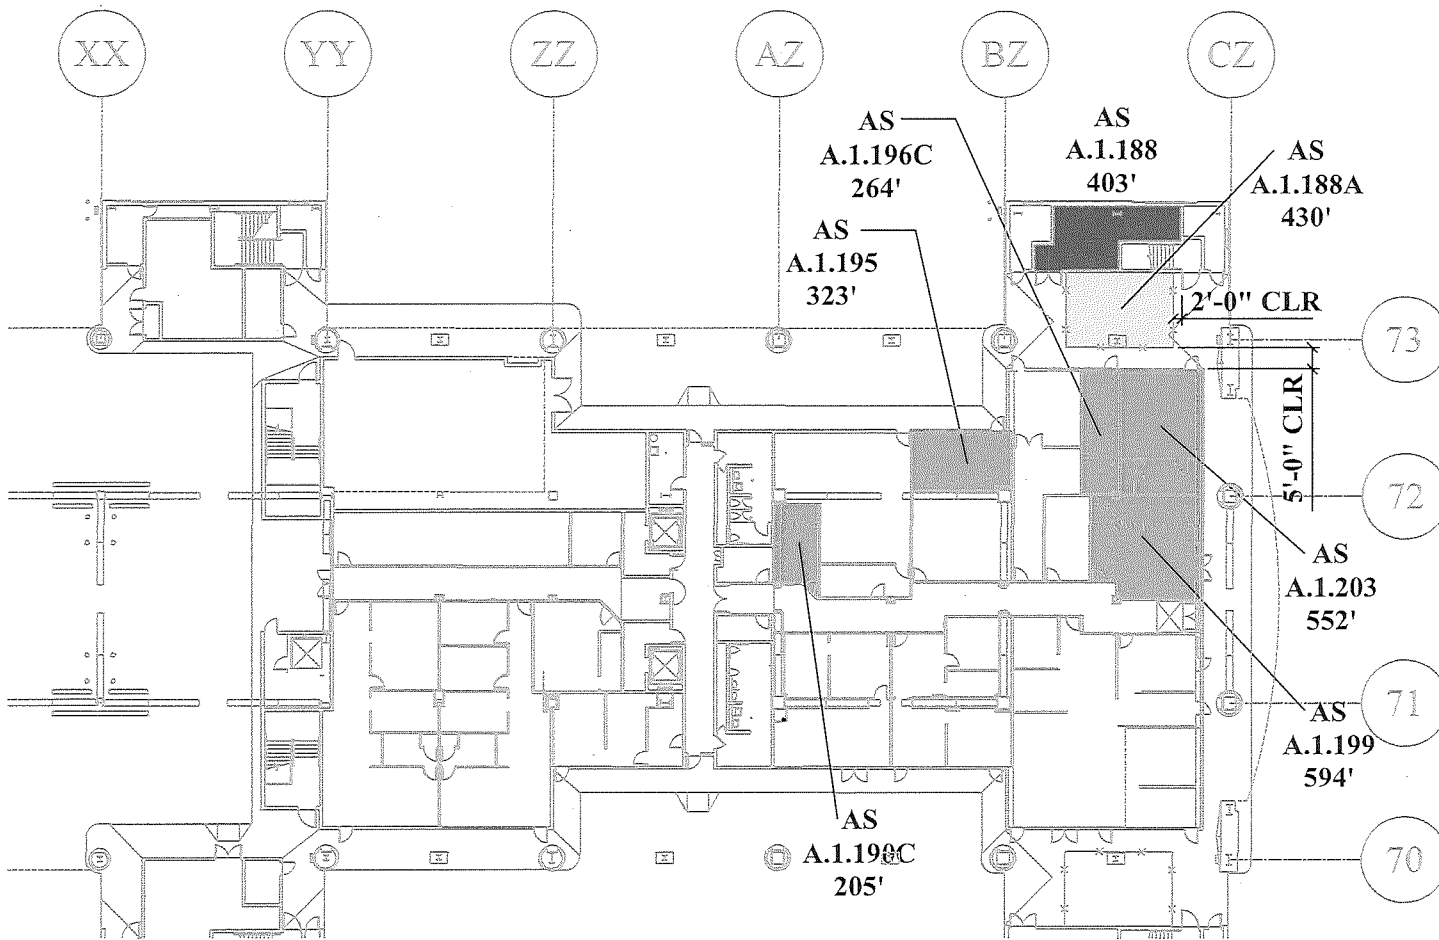 XX
YY
ZZ
AZ
BZ
CZ
AS
A.1.196C
264'
AS
A.1.188
403'
AS
A.1.188A
430'
AS
A.1.195
323'
2'-0" CLR
73
5'-0" CLR
72
AS
A.1.203
552'
AS
A.1.199
594'
71
AS
A.1.190C
205'
70